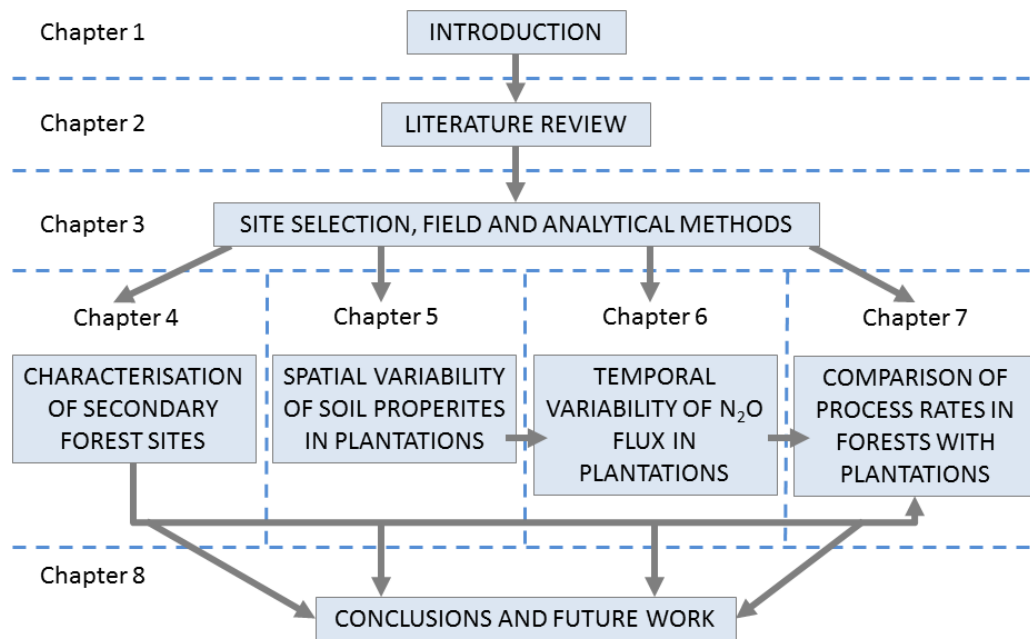 Chapter 1
INTRODUCTION
Chapter 2
LITERATURE REVIEW
Chapter 3
SITE SELECTION, FIELD AND ANALYTICAL METHODS
Chapter 4
CHARACTERISATION
OF SECONDARY
FOREST SITES
Chapter 5
SPATIAL VARIABILITY
OF SOIL PROPERITES
IN PLANTATIONS
Chapter 6
TEMPORAL
VARIABILITY OF N₂O
FLUX IN
PLANTATIONS
Chapter 7
COMPARISON OF
PROCESS RATES IN
FORESTS WITH
PLANTATIONS
Chapter 8
CONCLUSIONS AND FUTURE WORK